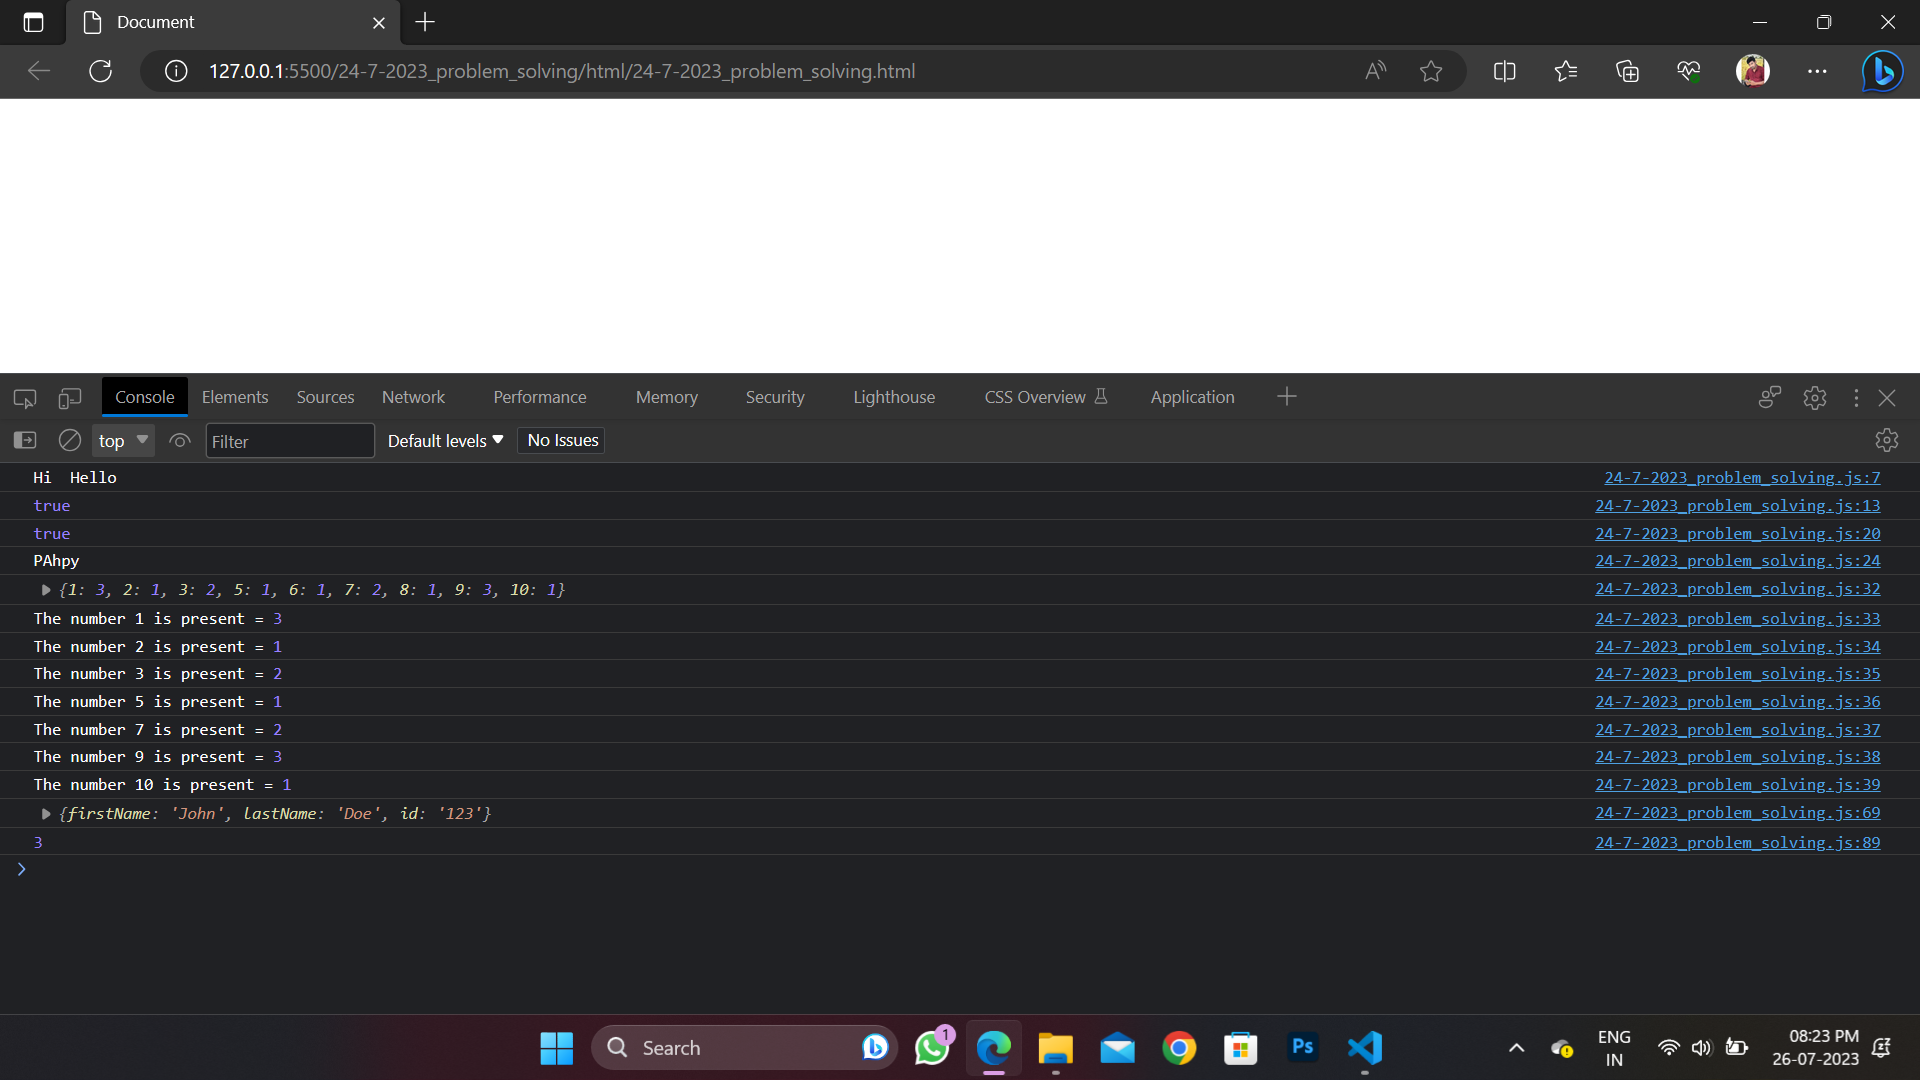 Document
127.0.0.1:5500/24-7-2023_problem_solving/html/24-7-2023_problem_solving.html
Console Elements Sources Network Performance Memory Security Lighthouse CSS Overview Application
top Filter Default levels No Issues
Hi  Hello 24-7-2023_problem_solving.js:7
true 24-7-2023_problem_solving.js:13
true 24-7-2023_problem_solving.js:20
PAhpy 24-7-2023_problem_solving.js:24
{1: 3, 2: 1, 3: 2, 5: 1, 6: 1, 7: 2, 8: 1, 9: 3, 10: 1} 24-7-2023_problem_solving.js:32
The number 1 is present = 3 24-7-2023_problem_solving.js:33
The number 2 is present = 1 24-7-2023_problem_solving.js:34
The number 3 is present = 2 24-7-2023_problem_solving.js:35
The number 5 is present = 1 24-7-2023_problem_solving.js:36
The number 7 is present = 2 24-7-2023_problem_solving.js:37
The number 9 is present = 3 24-7-2023_problem_solving.js:38
The number 10 is present = 1 24-7-2023_problem_solving.js:39
{firstName: 'John', lastName: 'Doe', id: '123'} 24-7-2023_problem_solving.js:69
3 24-7-2023_problem_solving.js:89
Search 1 Ps ENG 08:23 PM
IN 26-07-2023